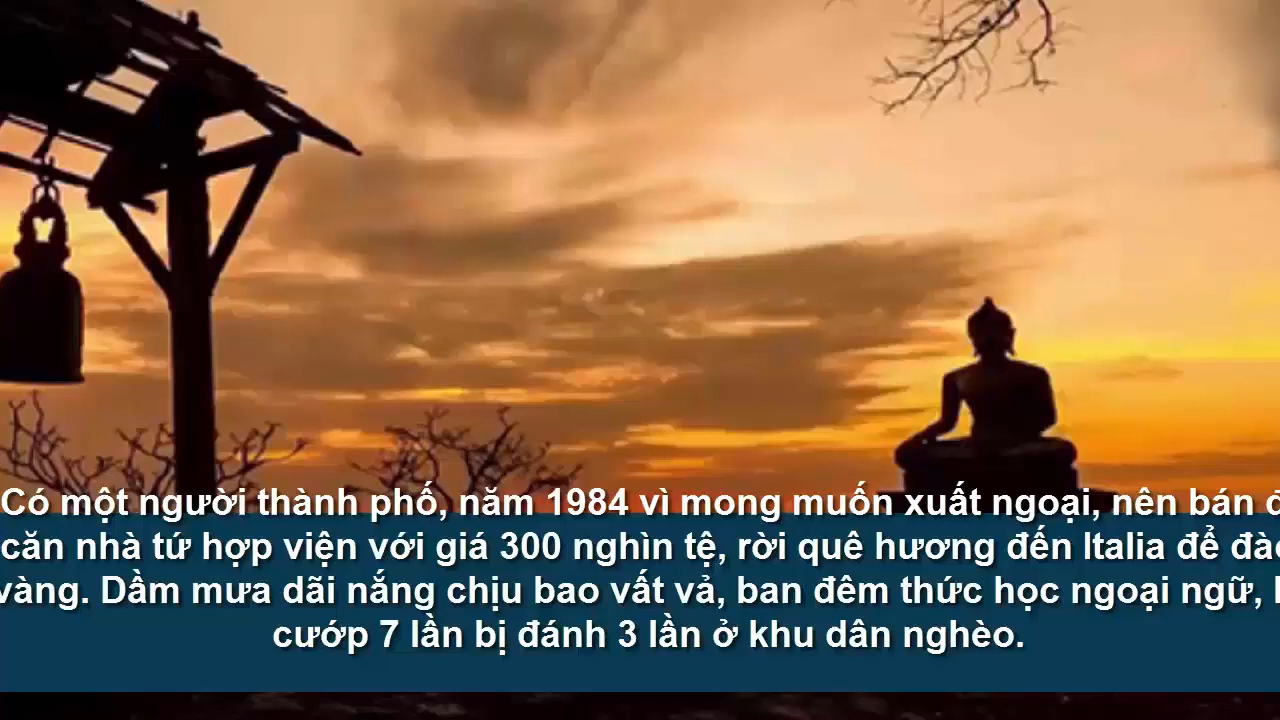 Có một người thành phố, năm 1984 vì mong muốn xuất ngoại, nên bán
căn nhà tứ hợp viện với giá 300 nghìn tệ, rời quê hương đến Italia để
vàng. Dầm mưa dãi nắng chịu bao vất vả, ban đêm thức học ngoại ngữ,
cướp 7 lần bị đánh 3 lần ở khu dân nghèo.